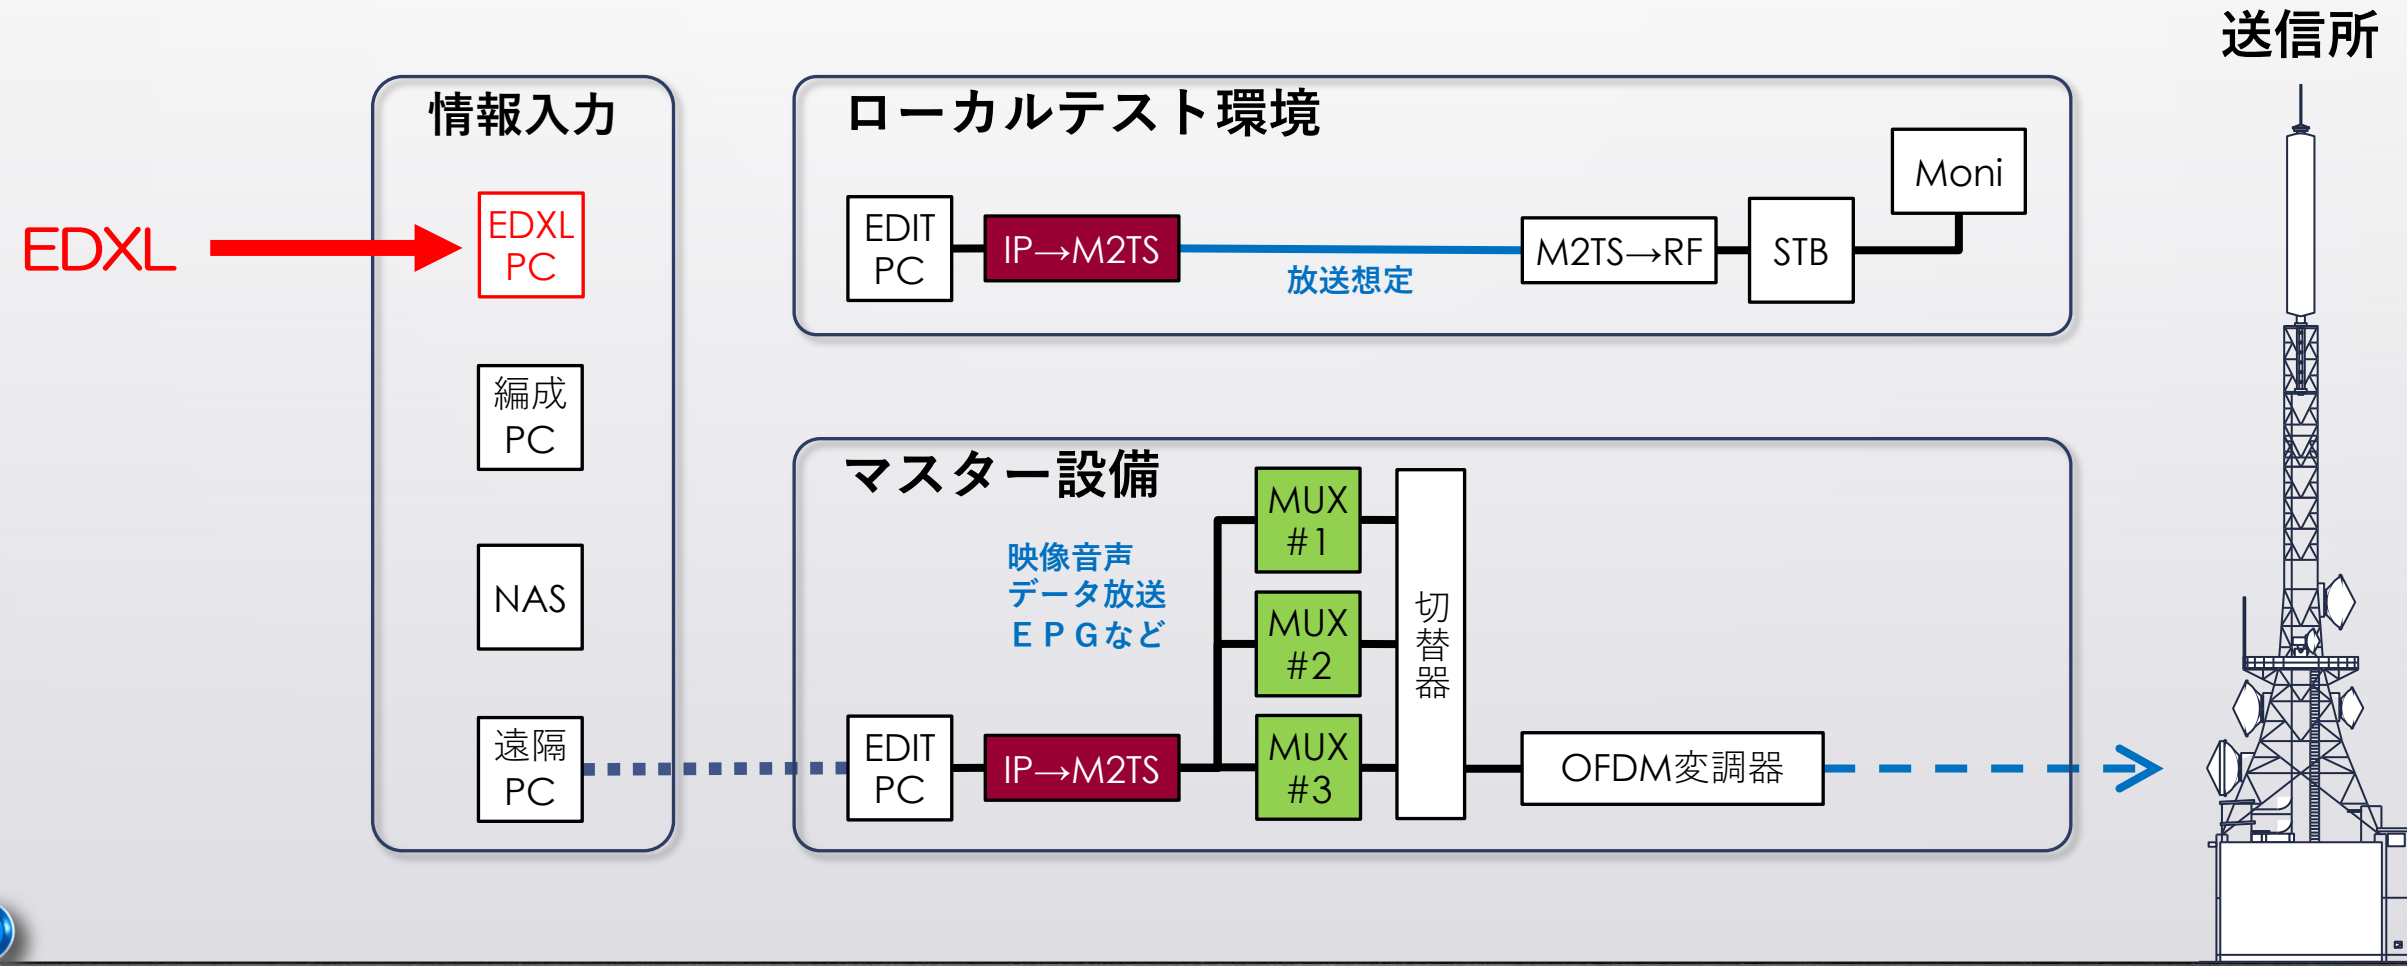 送信所
情報入力
EDXL
EDXL
PC
編成
PC
NAS
遠隔
PC
ローカルテスト環境
EDIT
PC
IP→M2TS
放送想定
M2TS→RF
STB
Moni
マスター設備
映像音声
データ放送
ＥＰＧなど
EDIT
PC
IP→M2TS
MUX
#1
MUX
#2
MUX
#3
切
替
器
OFDM変調器